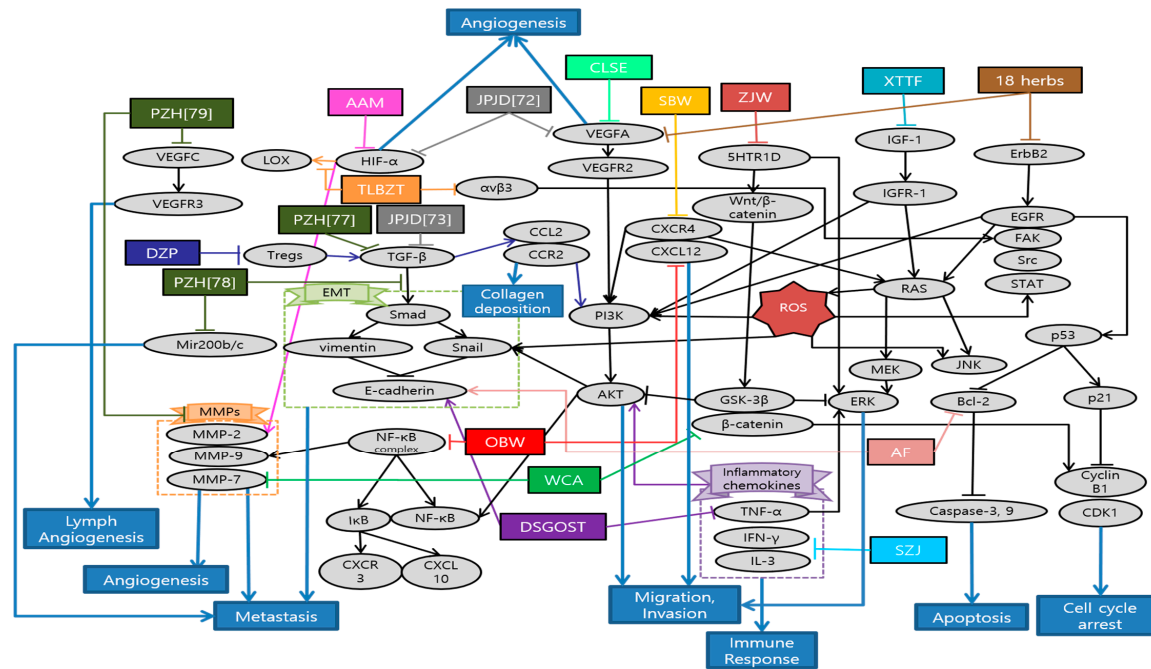 Angiogenesis
CLSE
XTTF
18 herbs
AAM
JPJD[72]
SBW
ZJW
PZH[79]
VEGFA
IGF-1
VEGFC
LOX
HIF-α
VEGFR2
5HTR1D
ErbB2
TLBZT
αvβ3
IGFR-1
VEGFR3
Wnt/β-
catenin
PZH[77]
JPJD[73]
EGFR
CCL2
CXCR4
FAK
DZP
Tregs
TGF-β
CCR2
CXCL12
Src
PZH[78]
EMT
Collagen
deposition
RAS
STAT
ROS
Smad
PI3K
p53
Mir200b/c
vimentin
Snail
MEK
JNK
E-cadherin
AKT
GSK-3β
ERK
Bcl-2
p21
MMPs
β-catenin
MMP-2
NF-κB
complex
OBW
AF
MMP-9
MMP-7
WCA
Inflammatory
chemokines
Cyclin
B1
TNF-α
Lymph
Angiogenesis
IκB
NF-κB
DSGOST
Caspase-3, 9
CDK1
IFN-γ
SZJ
IL-3
CXCR
3
CXCL
10
Angiogenesis
Metastasis
Migration,
Invasion
Apoptosis
Cell cycle
arrest
Immune
Response